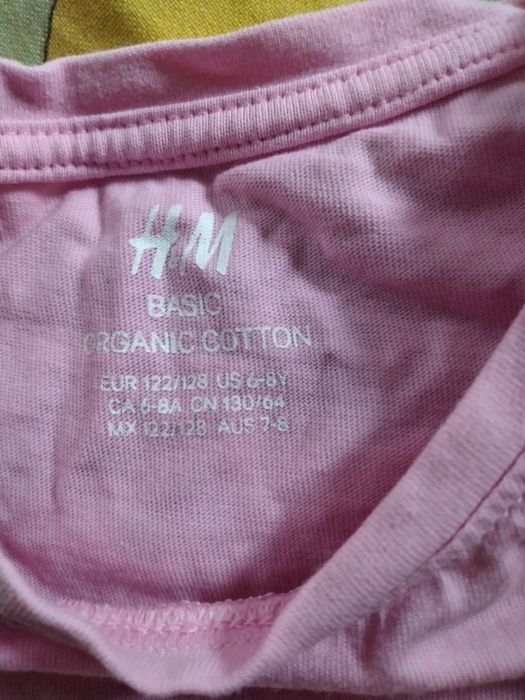 H&M
BASIC
ORGANIC COTTON
EUR 122/128 US 6-8Y
CA 6-8A CN 130/64
MX 122/128 AUS 7-8